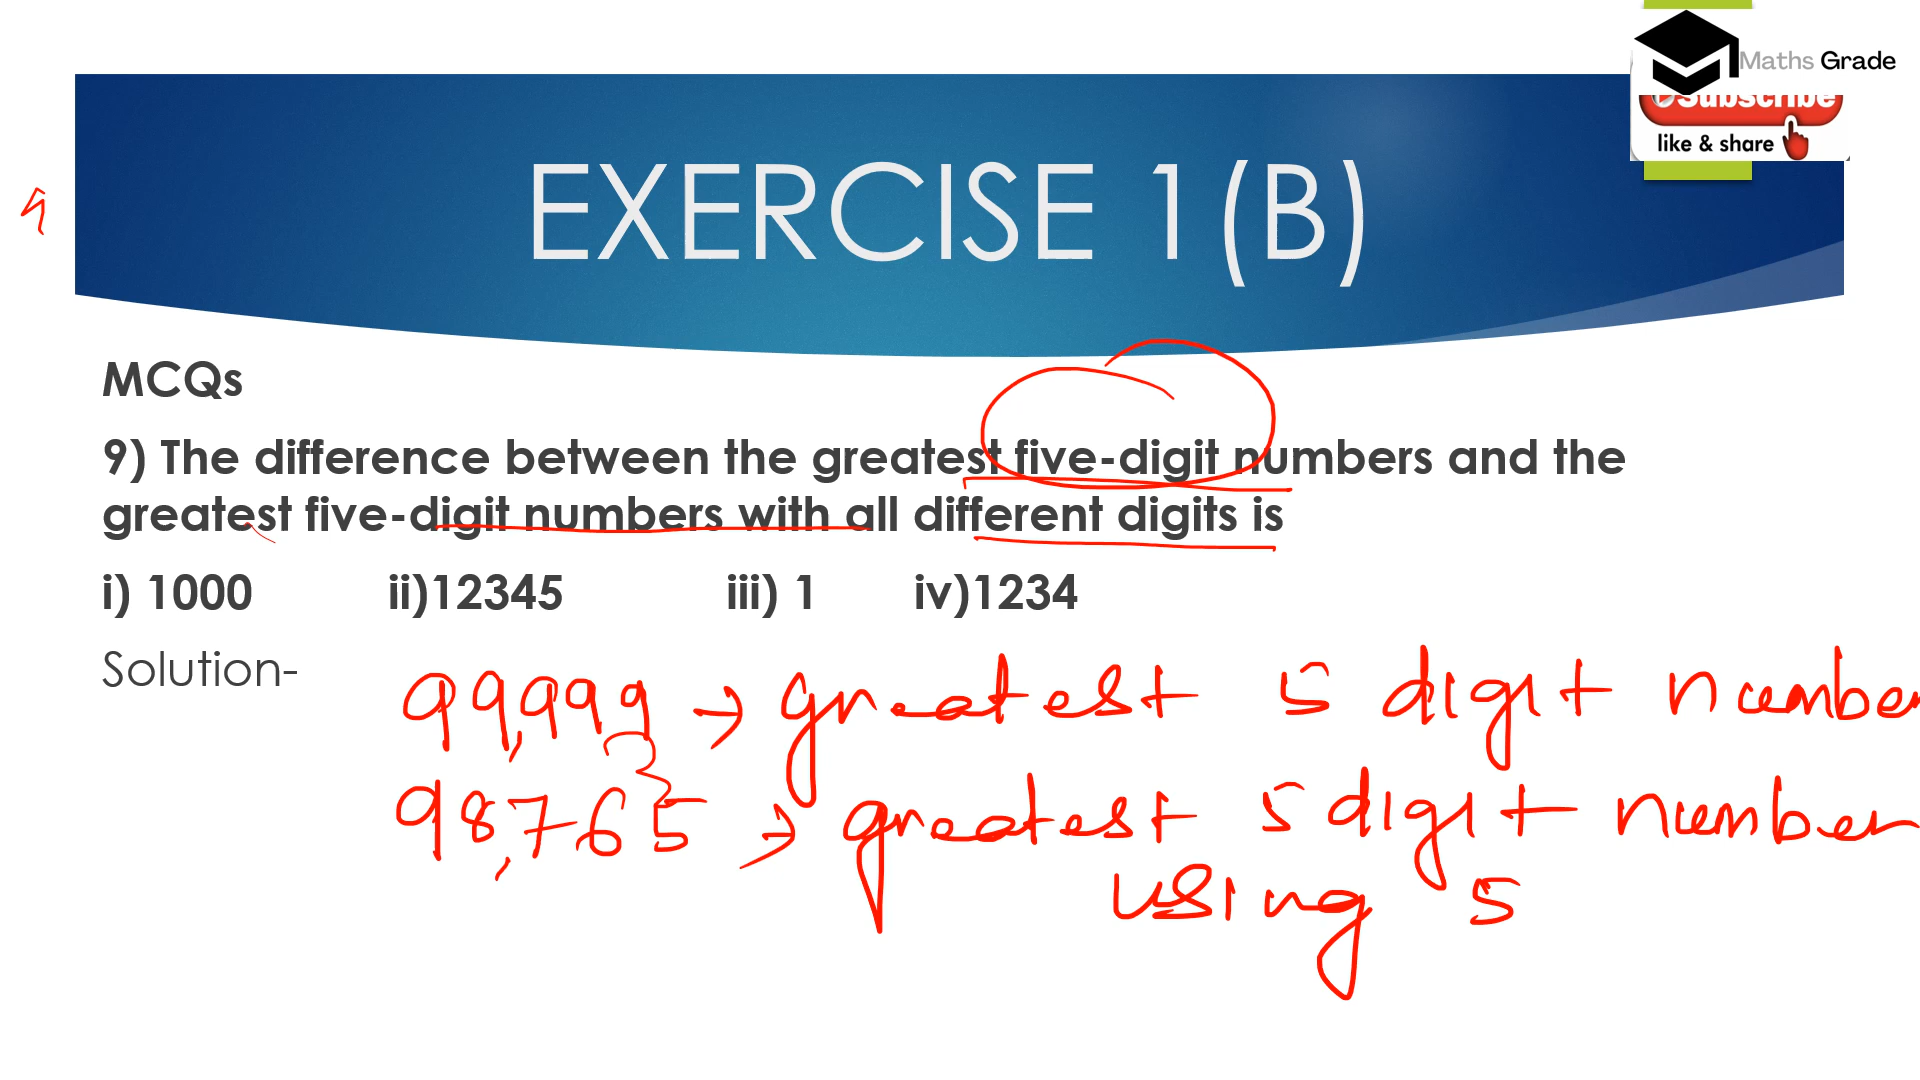 Maths Grade
Subscribe
like & share
EXERCISE 1(B)
MCQs
9) The difference between the greatest five-digit numbers and the
greatest five-digit numbers with all different digits is
i) 1000 ii)12345 iii) 1 iv)1234
Solution-
99,999 → greatest 5 digit number
98,765 → greatest 5 digit number
using 5